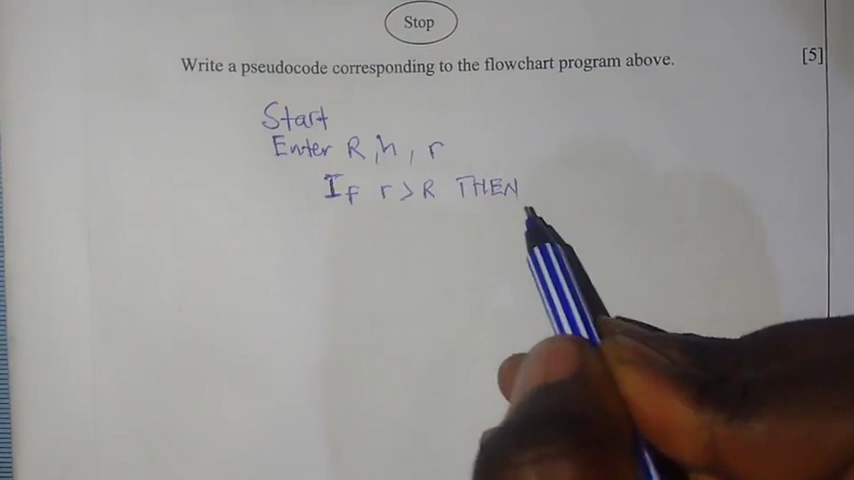 Stop
Write a pseudocode corresponding to the flowchart program above. [5]
Start
Enter R, h, r
If r > R THEN